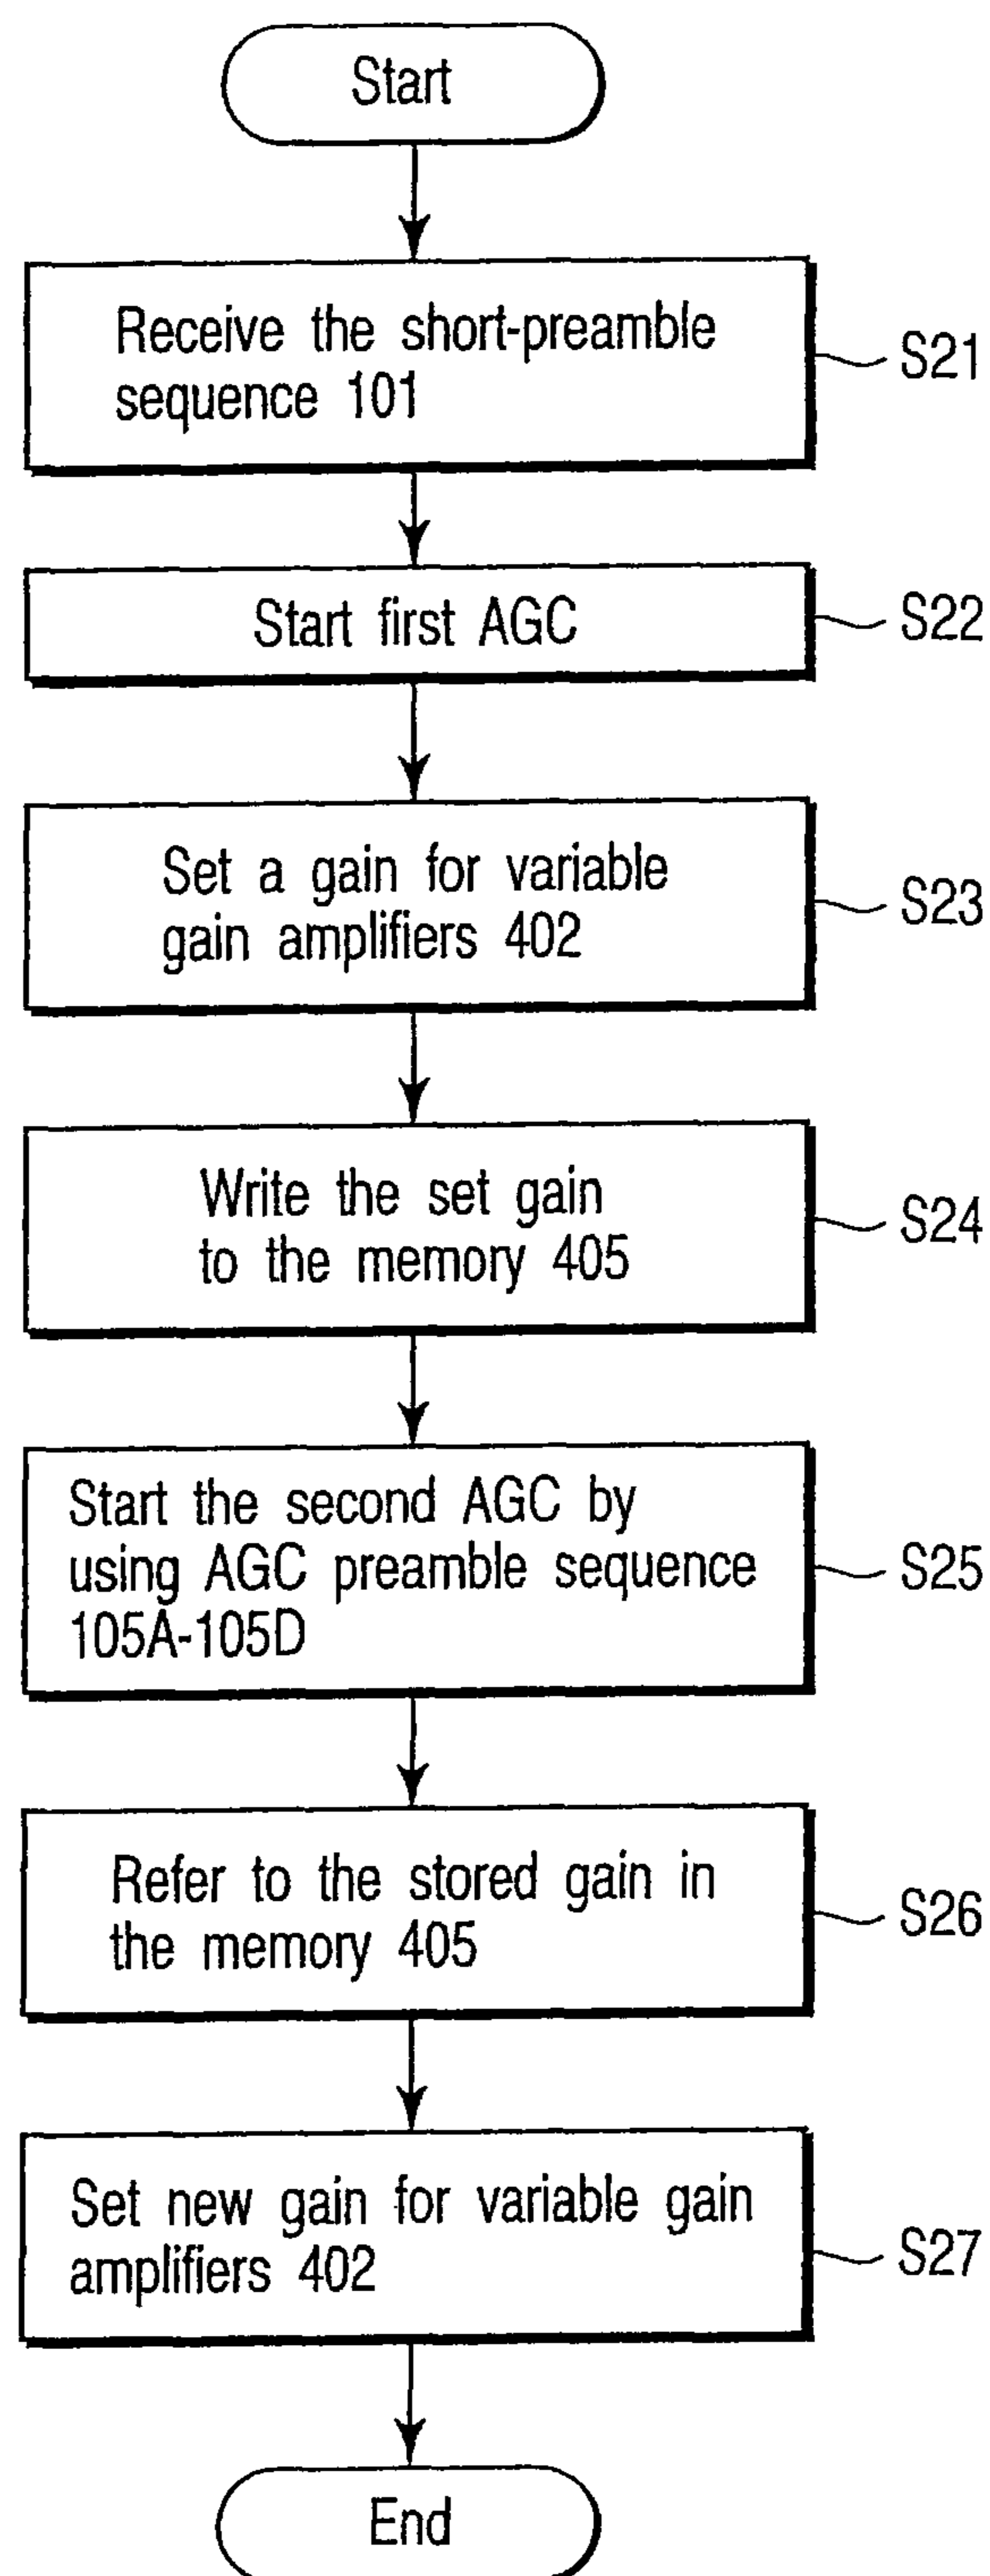 Start
Receive the short-preamble
sequence 101
S21
Start first AGC
S22
Set a gain for variable
gain amplifiers 402
S23
Write the set gain
to the memory 405
S24
Start the second AGC by
using AGC preamble sequence
105A-105D
S25
Refer to the stored gain in
the memory 405
S26
Set new gain for variable gain
amplifiers 402
S27
End